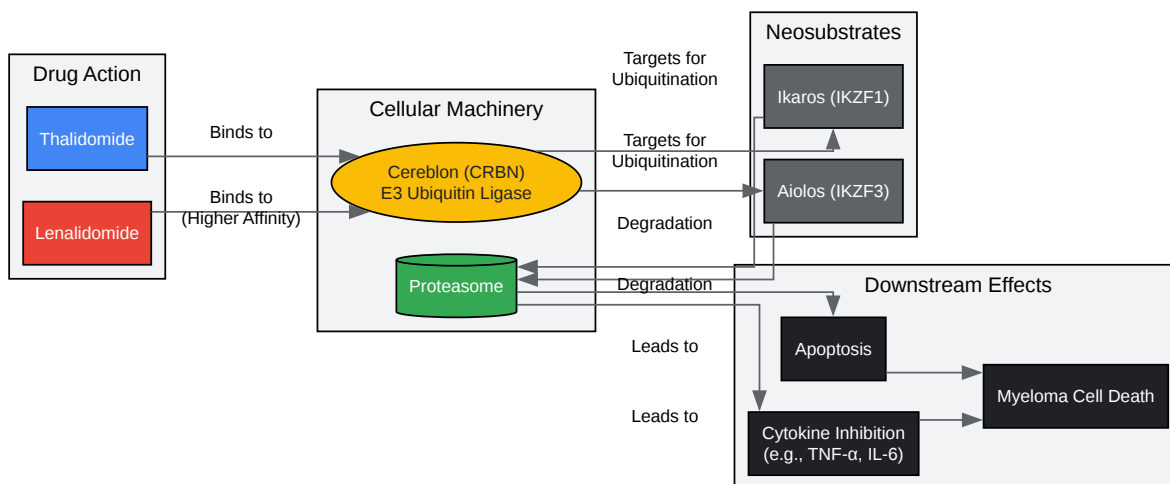 Drug Action
Thalidomide
Lenalidomide
Binds to
Binds to
(Higher Affinity)
Cellular Machinery
Cereblon (CRBN)
E3 Ubiquitin Ligase
Proteasome
Targets for
Ubiquitination
Targets for
Ubiquitination
Degradation
Degradation
Leads to
Leads to
Neosubstrates
Ikaros (IKZF1)
Aiolos (IKZF3)
Downstream Effects
Apoptosis
Cytokine Inhibition
(e.g., TNF-α, IL-6)
Myeloma Cell Death